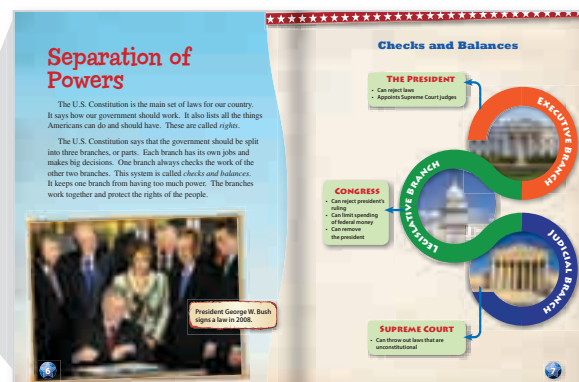 Separation of
Powers
The U.S. Constitution is the main set of laws for our country.
It says how our government should work. It also lists all the things
Americans can do and should have. These are called rights.
The U.S. Constitution says that the government should be split
into three branches, or parts. Each branch has its own jobs and
makes big decisions. One branch always checks the work of the
other two branches. This system is called checks and balances.
It keeps one branch from having too much power. The branches
work together and protect the rights of the people.
President George W. Bush
signs a law in 2008.
6
Checks and Balances
THE PRESIDENT
• Can reject laws
• Appoints Supreme Court judges
EXECUTIVE BRANCH
CONGRESS
• Can reject president's
ruling
• Can limit spending
of federal money
• Can remove
the president
LEGISLATIVE BRANCH
JUDICIAL BRANCH
SUPREME COURT
• Can throw out laws that are
unconstitutional
7